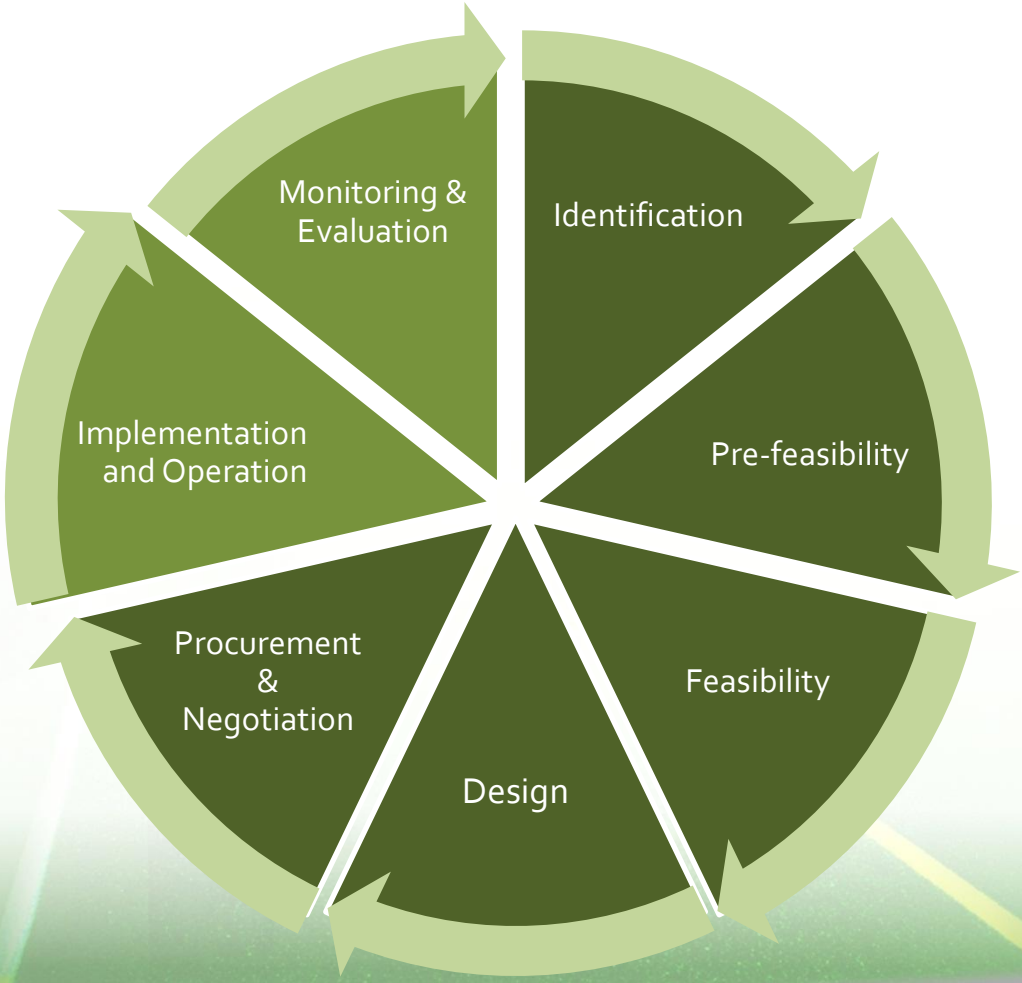 Identification
Pre-feasibility
Feasibility
Design
Procurement
&
Negotiation
Implementation
and Operation
Monitoring &
Evaluation